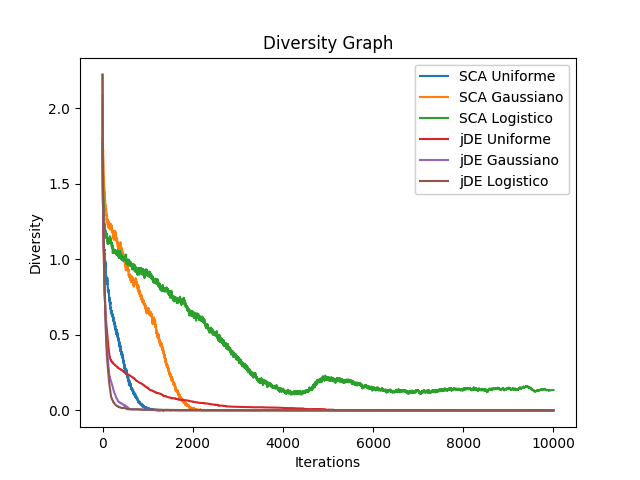 Diversity Graph
SCA Uniforme
SCA Gaussiano
SCA Logistico
jDE Uniforme
jDE Gaussiano
jDE Logistico
2.0
1.5
1.0
0.5
0.0
Diversity
0 2000 4000 6000 8000 10000
Iterations